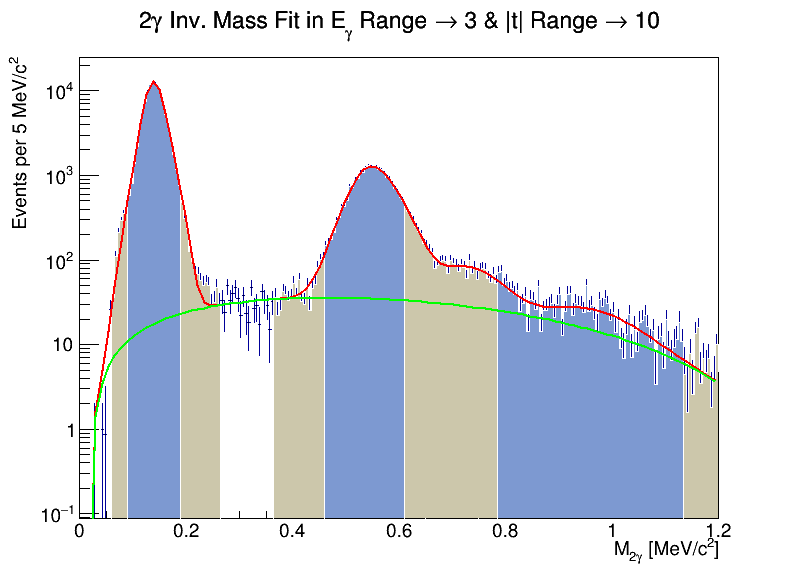 2γ Inv. Mass Fit in Eγ Range → 3 & |t| Range → 10
Events per 5 MeV/c²
10⁴
10³
10²
10
1
10⁻¹
0 0.2 0.4 0.6 0.8 1 1.2
M2γ [MeV/c²]